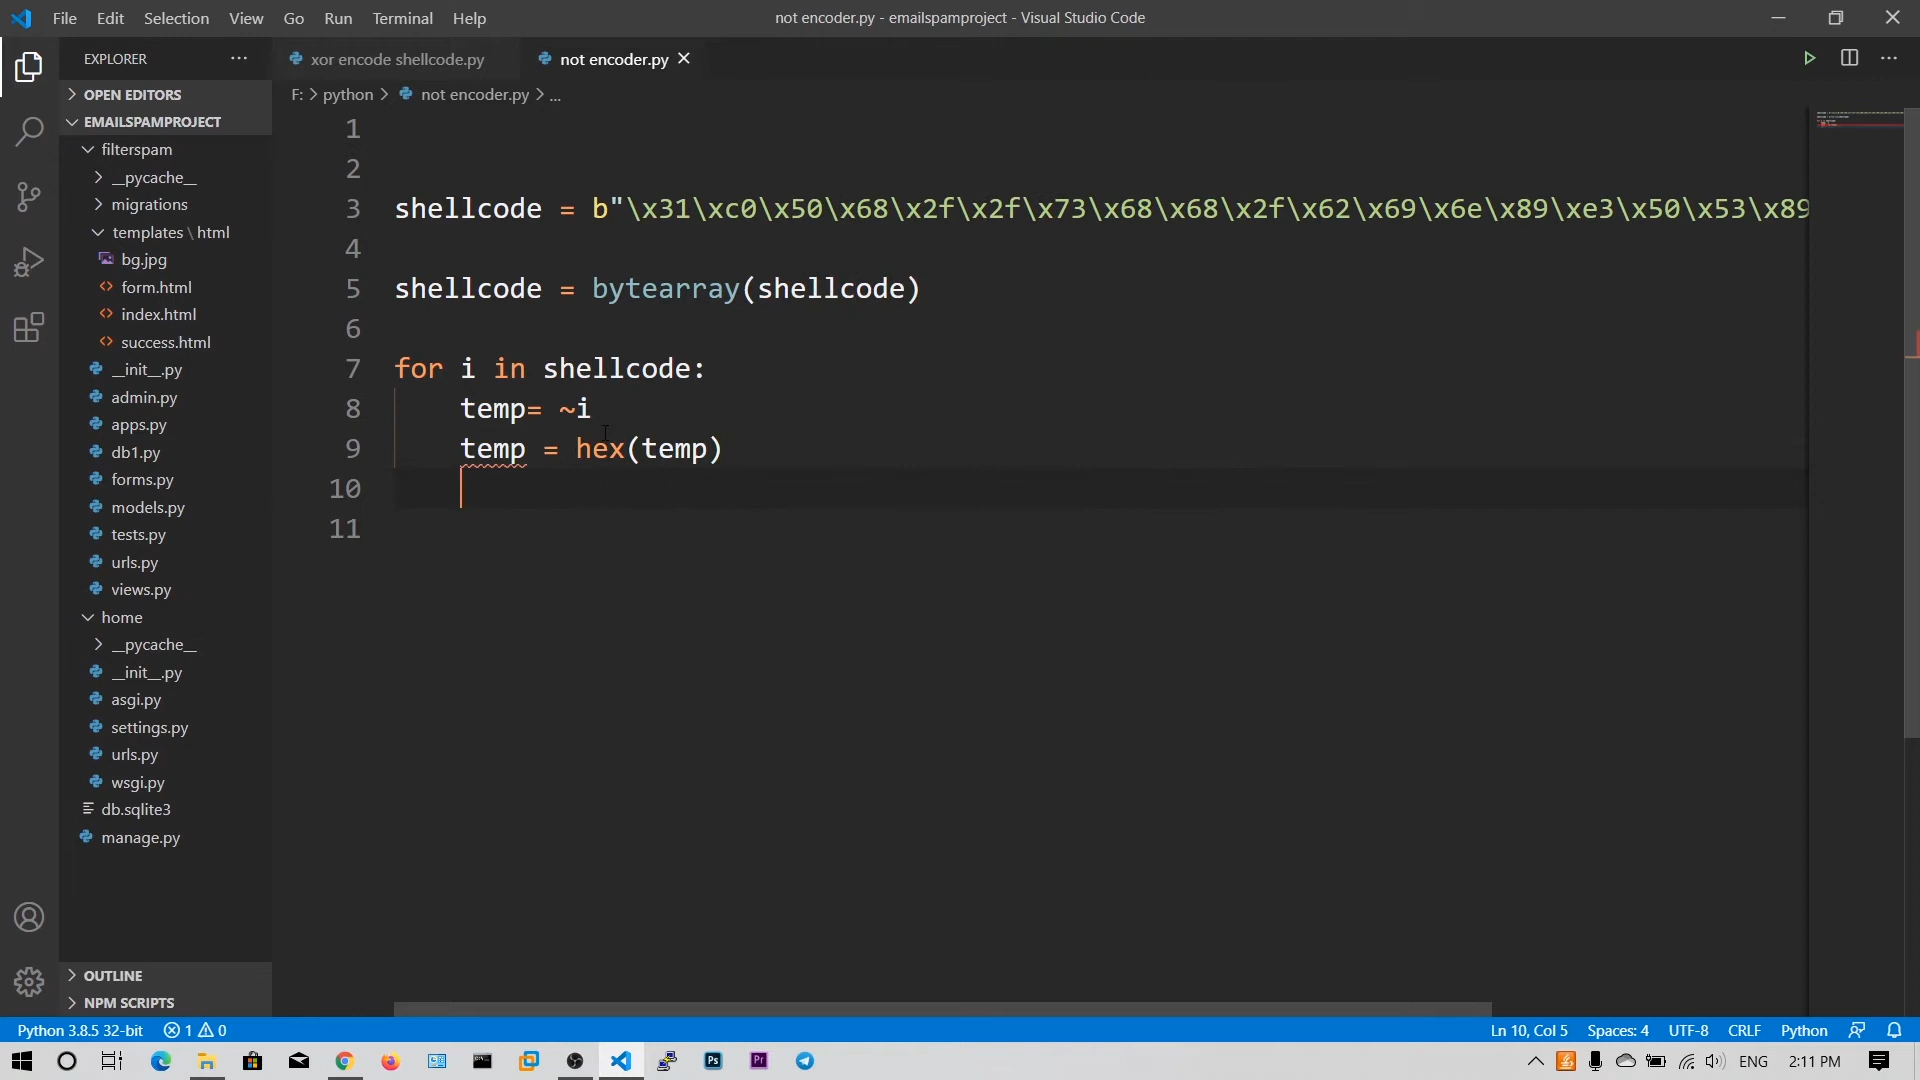 File Edit Selection View Go Run Terminal Help
not encoder.py - emailspamproject - Visual Studio Code
EXPLORER
xor encode shellcode.py
not encoder.py
OPEN EDITORS
F: > python > not encoder.py > ...
EMAILSPAMPROJECT
filterspam
__pycache__
migrations
templates \ html
bg.jpg
form.html
index.html
success.html
__init__.py
admin.py
apps.py
db1.py
forms.py
models.py
tests.py
urls.py
views.py
home
__pycache__
__init__.py
asgi.py
settings.py
urls.py
wsgi.py
db.sqlite3
manage.py
OUTLINE
NPM SCRIPTS
1
2
3 shellcode = b"\x31\xc0\x50\x68\x2f\x2f\x73\x68\x68\x2f\x62\x69\x6e\x89\xe3\x50\x53\x89
4
5 shellcode = bytearray(shellcode)
6
7 for i in shellcode:
8 temp= ~i
9 temp = hex(temp)
10
11
Python 3.8.5 32-bit 1 0 Ln 10, Col 5 Spaces: 4 UTF-8 CRLF Python
Ps Pr ENG 2:11 PM